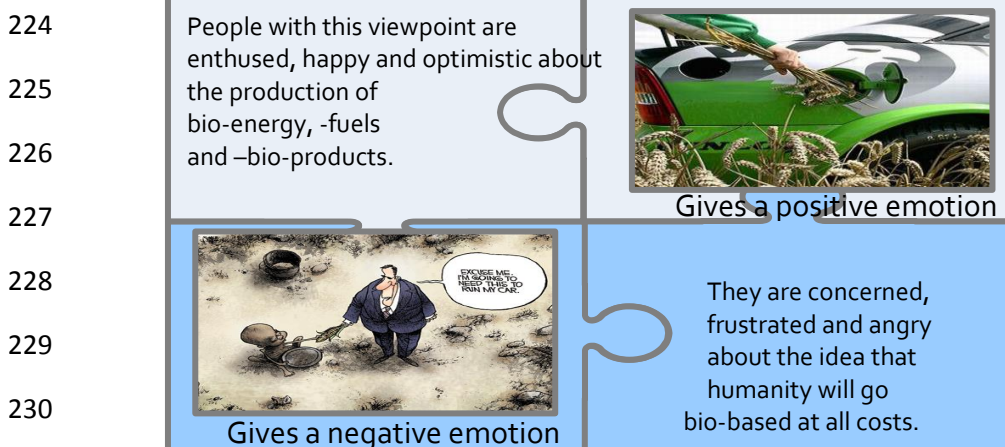 224
225
226
227
228
229
230
People with this viewpoint are
enthused, happy and optimistic about
the production of
bio-energy, -fuels
and –bio-products.
Gives a positive emotion
EXCUSE ME.
I'M GOING TO
NEED THIS TO
RUN MY CAR.
Gives a negative emotion
They are concerned,
frustrated and angry
about the idea that
humanity will go
bio-based at all costs.